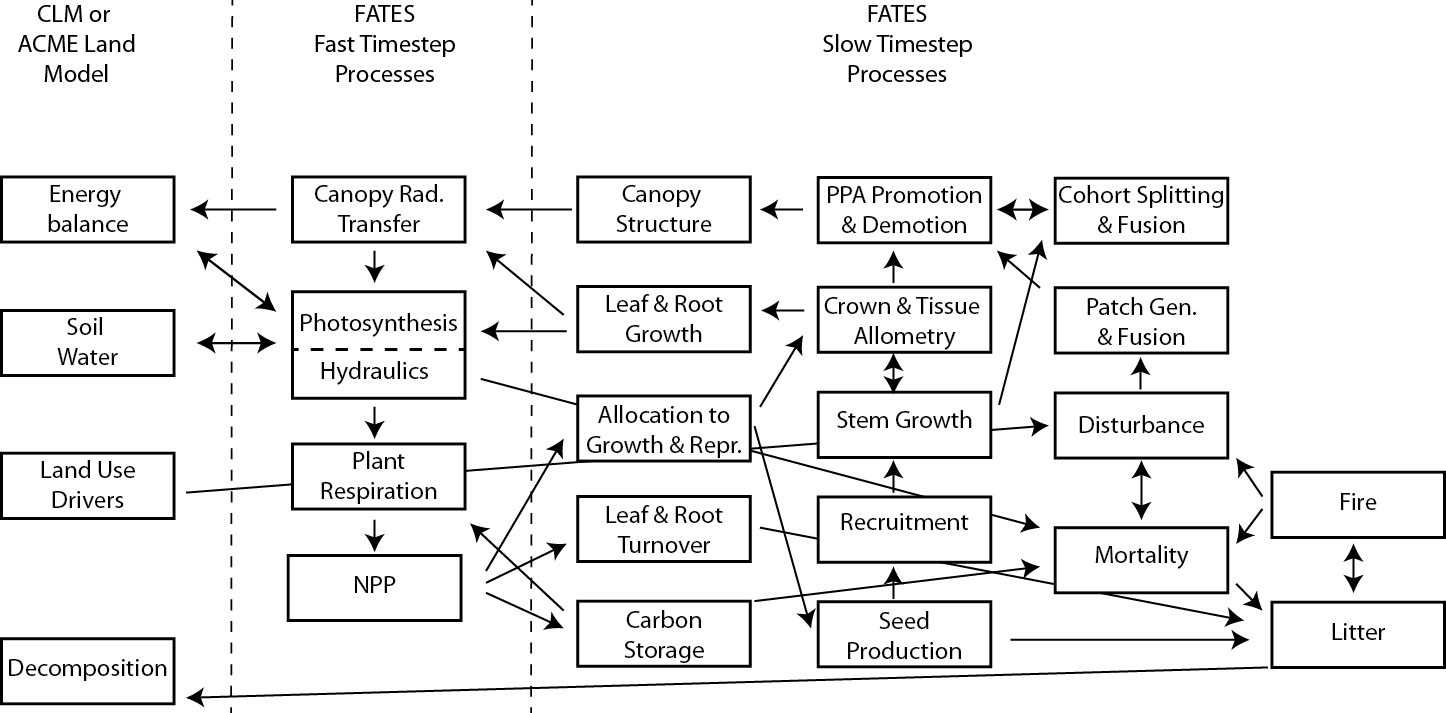 CLM or
ACME Land
Model
FATES
Fast Timestep
Processes
FATES
Slow Timestep
Processes
Energy
balance
Canopy Rad.
Transfer
Canopy
Structure
PPA Promotion
& Demotion
Cohort Splitting
& Fusion
Soil
Water
Photosynthesis
Hydraulics
Leaf & Root
Growth
Crown & Tissue
Allometry
Patch Gen.
& Fusion
Allocation to
Growth & Repr.
Stem Growth
Disturbance
Land Use
Drivers
Plant
Respiration
Leaf & Root
Turnover
Recruitment
Mortality
Fire
NPP
Carbon
Storage
Seed
Production
Litter
Decomposition